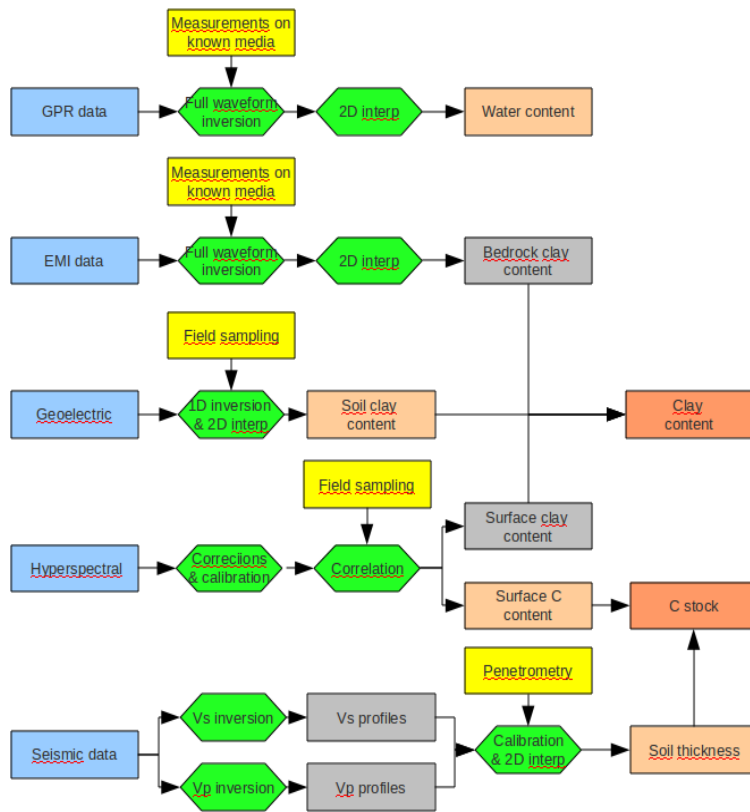 Measurements on
known media
GPR data
Full waveform
inversion
2D interp
Water content
Measurements on
known media
EMI data
Full waveform
inversion
2D interp
Bedrock clay
content
Field sampling
Geoelectric
1D inversion
& 2D interp
Soil clay
content
Clay
content
Field sampling
Surface clay
content
Hyperspectral
Correciions
& calibration
Correlation
Surface C
content
C stock
Penetrometry
Vs inversion
Vs profiles
Seismic data
Calibration
& 2D interp
Soil thickness
Vp inversion
Vp profiles